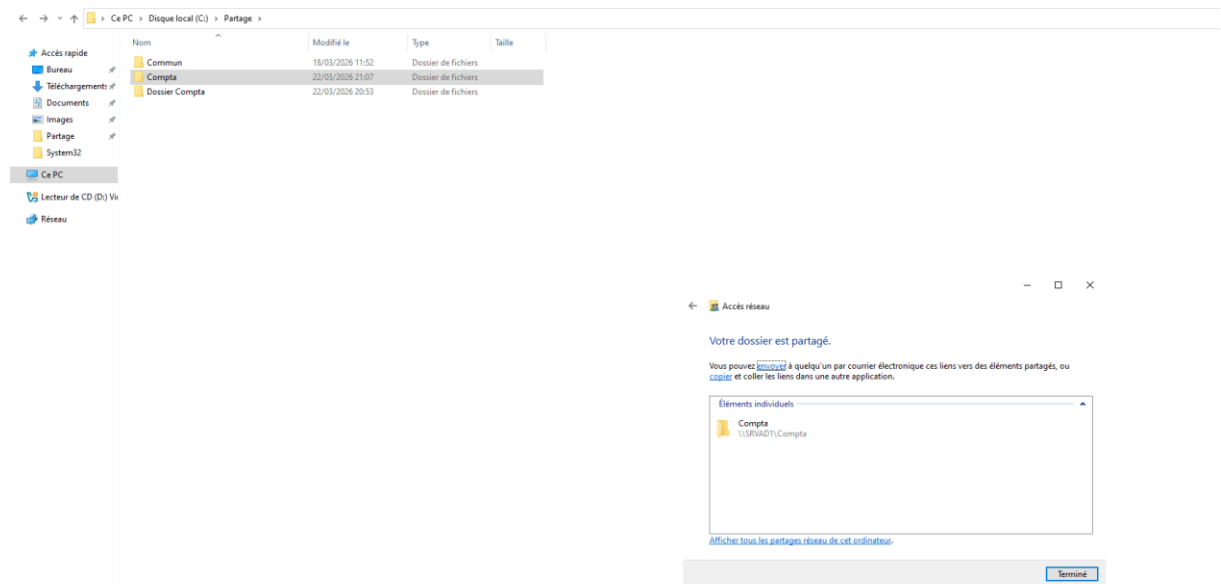 Ce PC > Disque local (C:) > Partage >
Nom Modifié le Type Taille
Accès rapide
Bureau
Téléchargements
Documents
Images
Partage
System32
Ce PC
Lecteur de CD (D:) Vir
Réseau
Commun 18/03/2026 11:52 Dossier de fichiers
Compta 22/03/2026 21:07 Dossier de fichiers
Dossier Compta 22/03/2026 20:53 Dossier de fichiers
Accès réseau
Votre dossier est partagé.
Vous pouvez envoyer à quelqu'un par courrier électronique ces liens vers des éléments partagés, ou
copier et coller les liens dans une autre application.
Éléments individuels
Compta
\\SRVAD1\Compta
Afficher tous les partages réseau de cet ordinateur.
Terminé